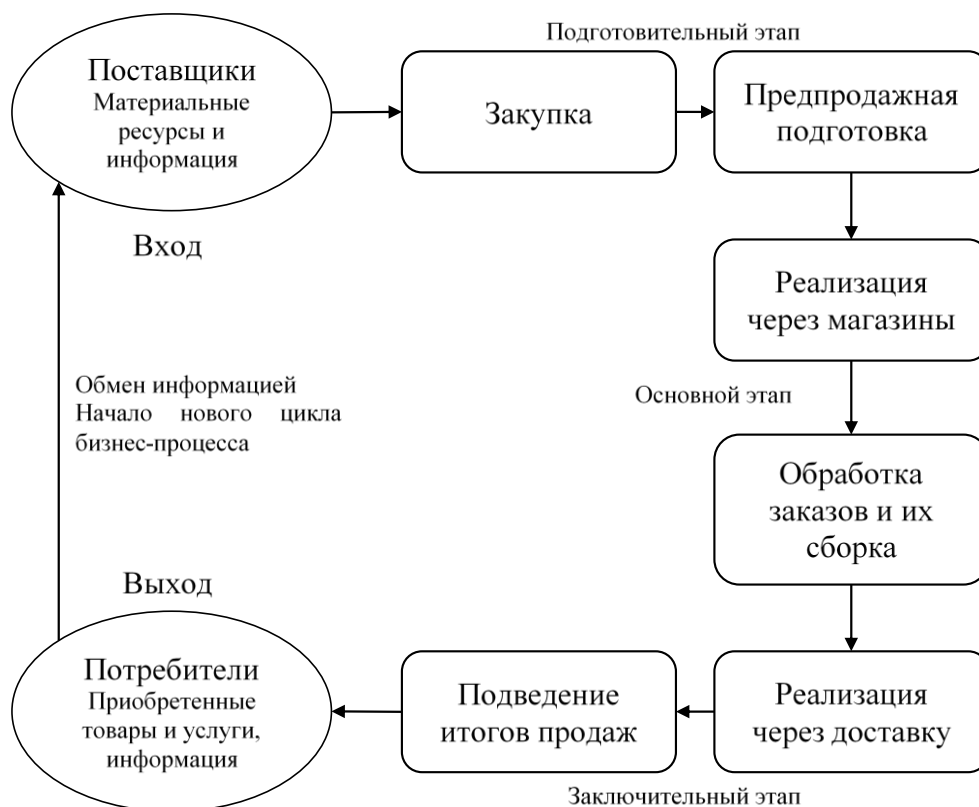 Подготовительный этап
Поставщики
Материальные
ресурсы и
информация
Закупка
Предпродажная
подготовка
Вход
Реализация
через магазины
Обмен информацией
Начало нового цикла
бизнес-процесса
Основной этап
Обработка
заказов и их
сборка
Выход
Потребители
Приобретенные
товары и услуги,
информация
Подведение
итогов продаж
Реализация
через доставку
Заключительный этап